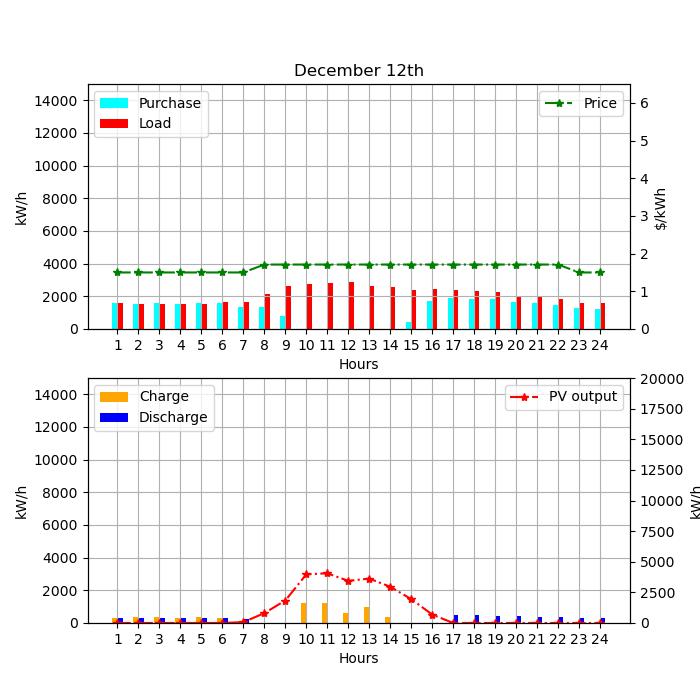 December 12th
14000
12000
10000
8000
6000
4000
2000
0
kW/h
Purchase
Load
Price
6
5
4
3
2
1
0
$/kWh
1 2 3 4 5 6 7 8 9 10 11 12 13 14 15 16 17 18 19 20 21 22 23 24
Hours
14000
12000
10000
8000
6000
4000
2000
0
kW/h
Charge
Discharge
PV output
20000
17500
15000
12500
10000
7500
5000
2500
0
kW/h
1 2 3 4 5 6 7 8 9 10 11 12 13 14 15 16 17 18 19 20 21 22 23 24
Hours